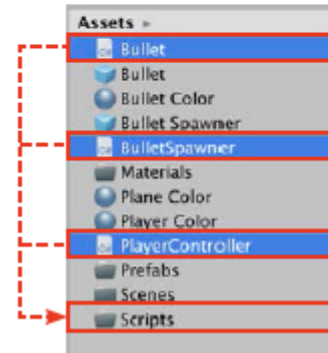 Assets
Bullet
Bullet
Bullet Color
Bullet Spawner
BulletSpawner
Materials
Plane Color
Player Color
PlayerController
Prefabs
Scenes
Scripts